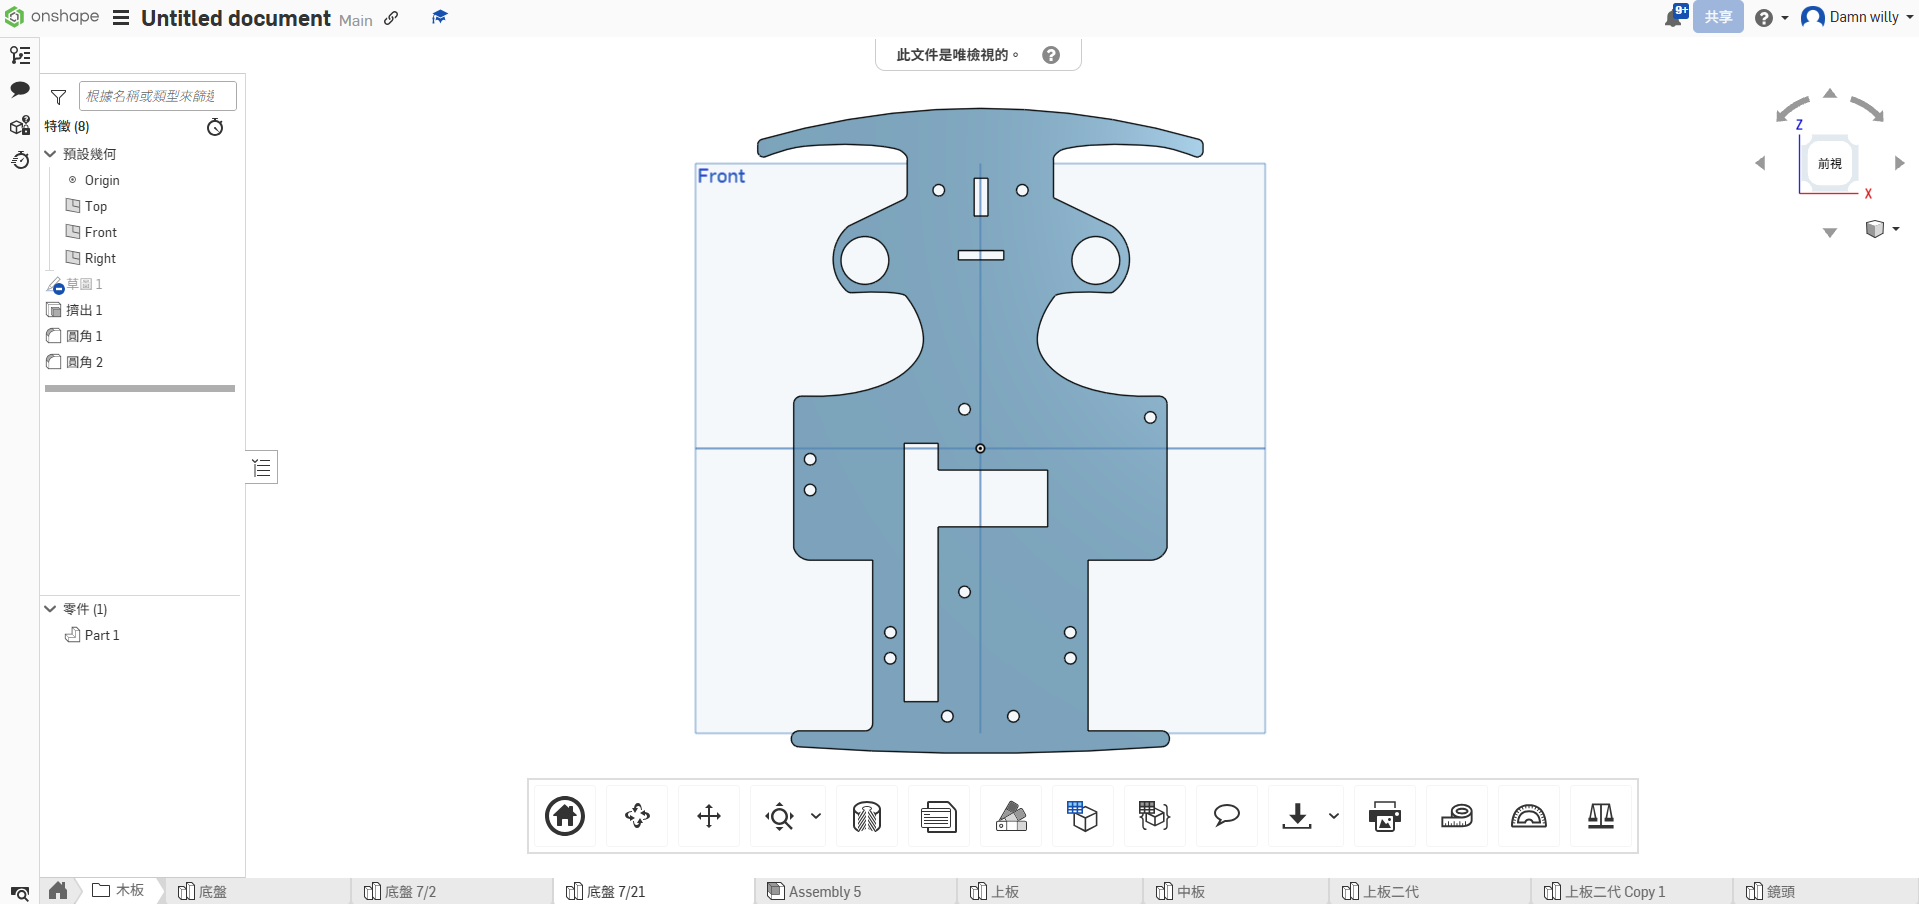 onshape Untitled document Main
9+ 共享 Damn willy
此文件是唯檢視的。
根據名稱或類型來篩選
特徵 (8)
預設幾何
Origin
Top
Front
Right
草圖 1
擠出 1
圓角 1
圓角 2
零件 (1)
Part 1
Front
Z
前視
X
木板
底盤
底盤 7/2
底盤 7/21
Assembly 5
上板
中板
上板二代
上板二代 Copy 1
鏡頭